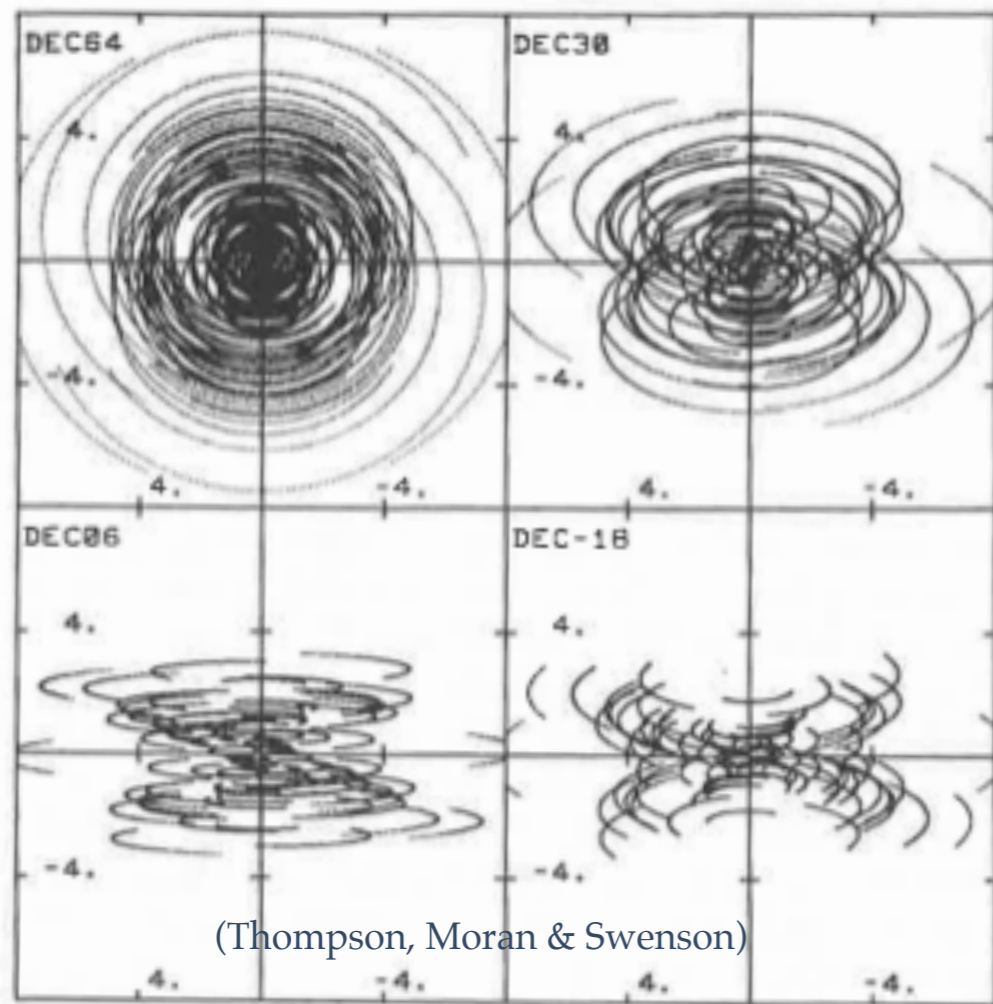 DEC64 DEC30
4. 4.
-4. -4.
4. -4. 4. -4.
DEC06 DEC-18
4. 4.
-4. -4.
(Thompson, Moran & Swenson)
4. -4. 4. -4.